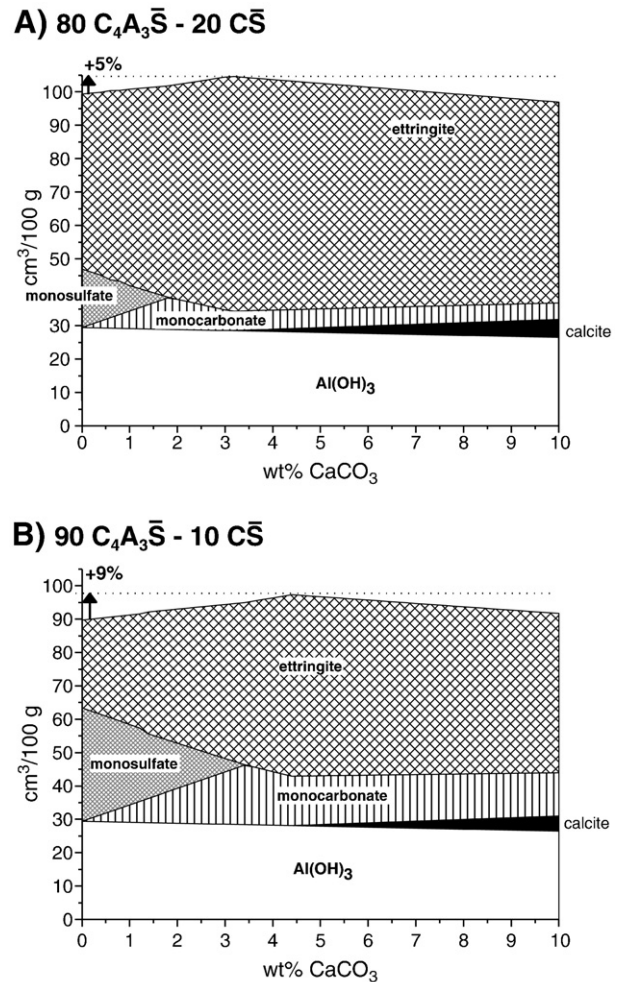 A) 80 C₄A₃S̄ - 20 CS̄
+5%
100
90
80
70
60
50
40
30
20
10
0
cm³/100 g
ettringite
monosulfate
monocarbonate
calcite
Al(OH)₃
0 1 2 3 4 5 6 7 8 9 10
wt% CaCO₃
B) 90 C₄A₃S̄ - 10 CS̄
+9%
100
90
80
70
60
50
40
30
20
10
0
cm³/100 g
ettringite
monosulfate
monocarbonate
calcite
Al(OH)₃
0 1 2 3 4 5 6 7 8 9 10
wt% CaCO₃